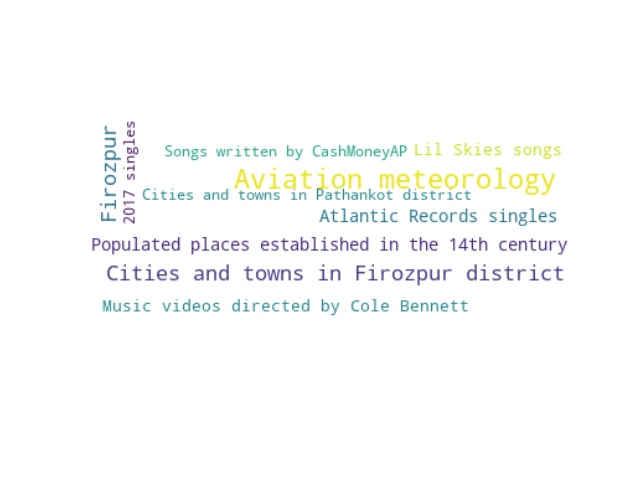 Firozpur
2017 singles
Songs written by CashMoneyAP
Lil Skies songs
Aviation meteorology
Cities and towns in Pathankot district
Atlantic Records singles
Populated places established in the 14th century
Cities and towns in Firozpur district
Music videos directed by Cole Bennett